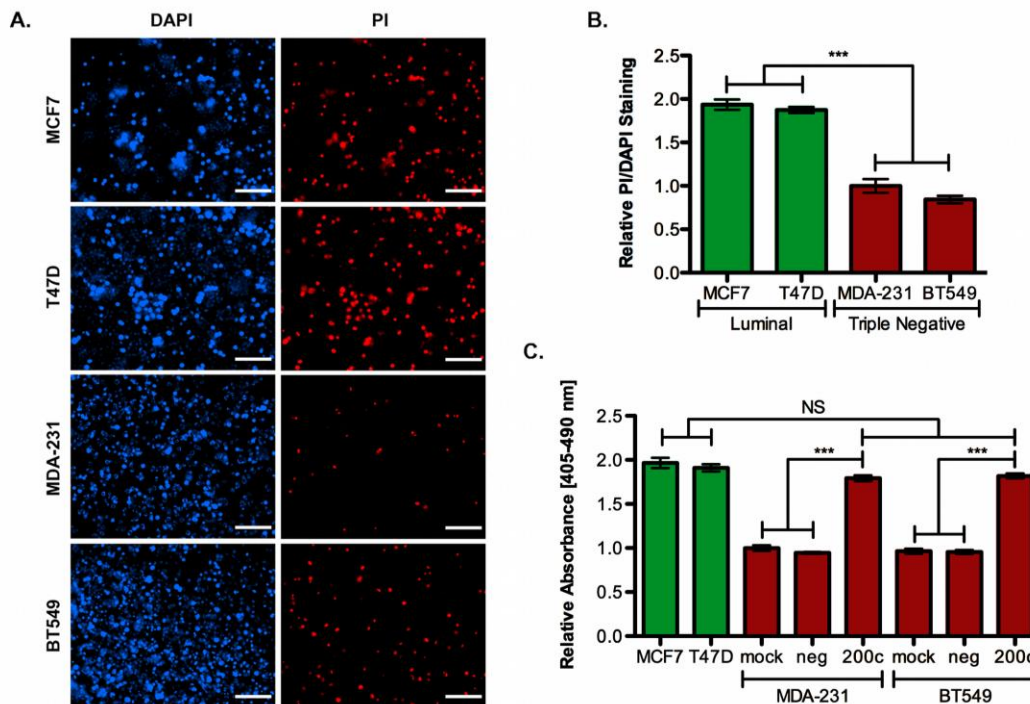 A.
DAPI PI
MCF7
T47D
MDA-231
BT549
B.
Relative PI/DAPI Staining
2.5
2.0
1.5
1.0
0.5
0.0
***
MCF7 T47D MDA-231 BT549
Luminal Triple Negative
C.
Relative Absorbance [405-490 nm]
2.5
2.0
1.5
1.0
0.5
0.0
NS
*** ***
MCF7 T47D mock neg 200c mock neg 200c
MDA-231 BT549